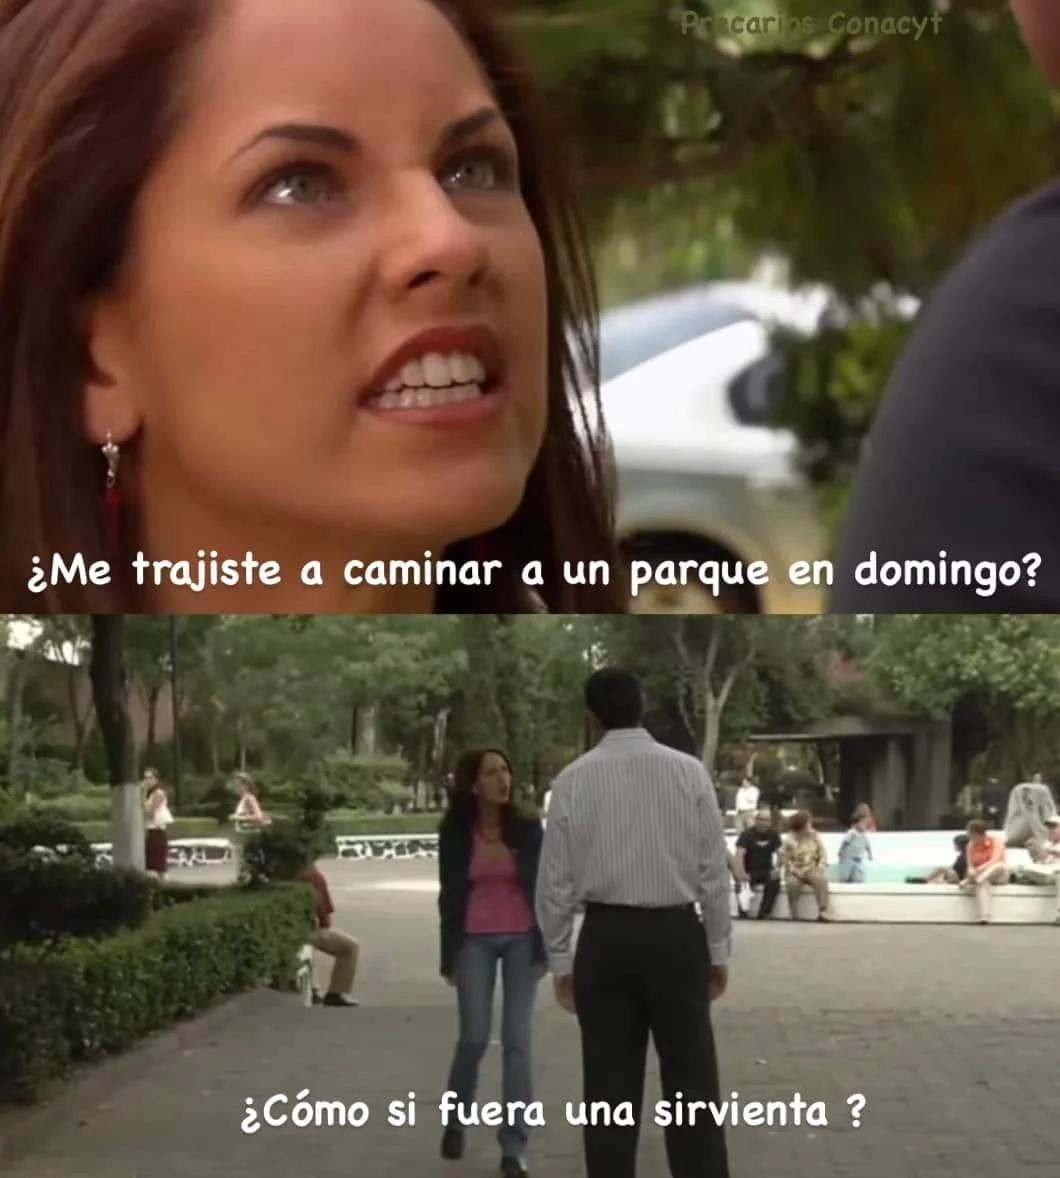 Precarios Conacyt
¿Me trajiste a caminar a un parque en domingo?
¿Cómo si fuera una sirvienta ?